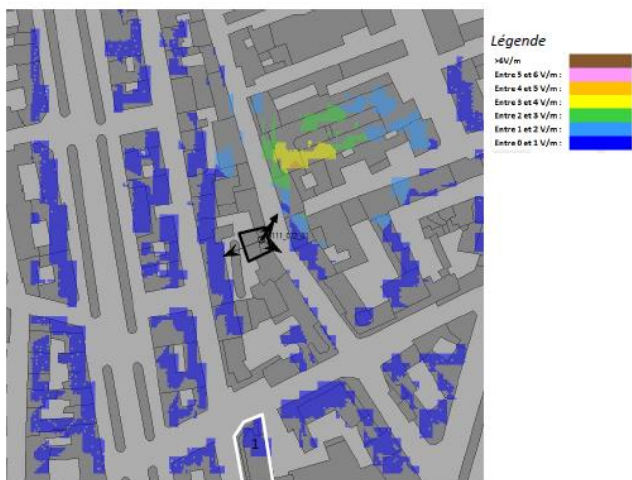 Légende
>6V/m
Entre 5 et 6 V/m :
Entre 4 et 5 V/m :
Entre 3 et 4 V/m :
Entre 2 et 3 V/m :
Entre 1 et 2 V/m :
Entre 0 et 1 V/m :
1